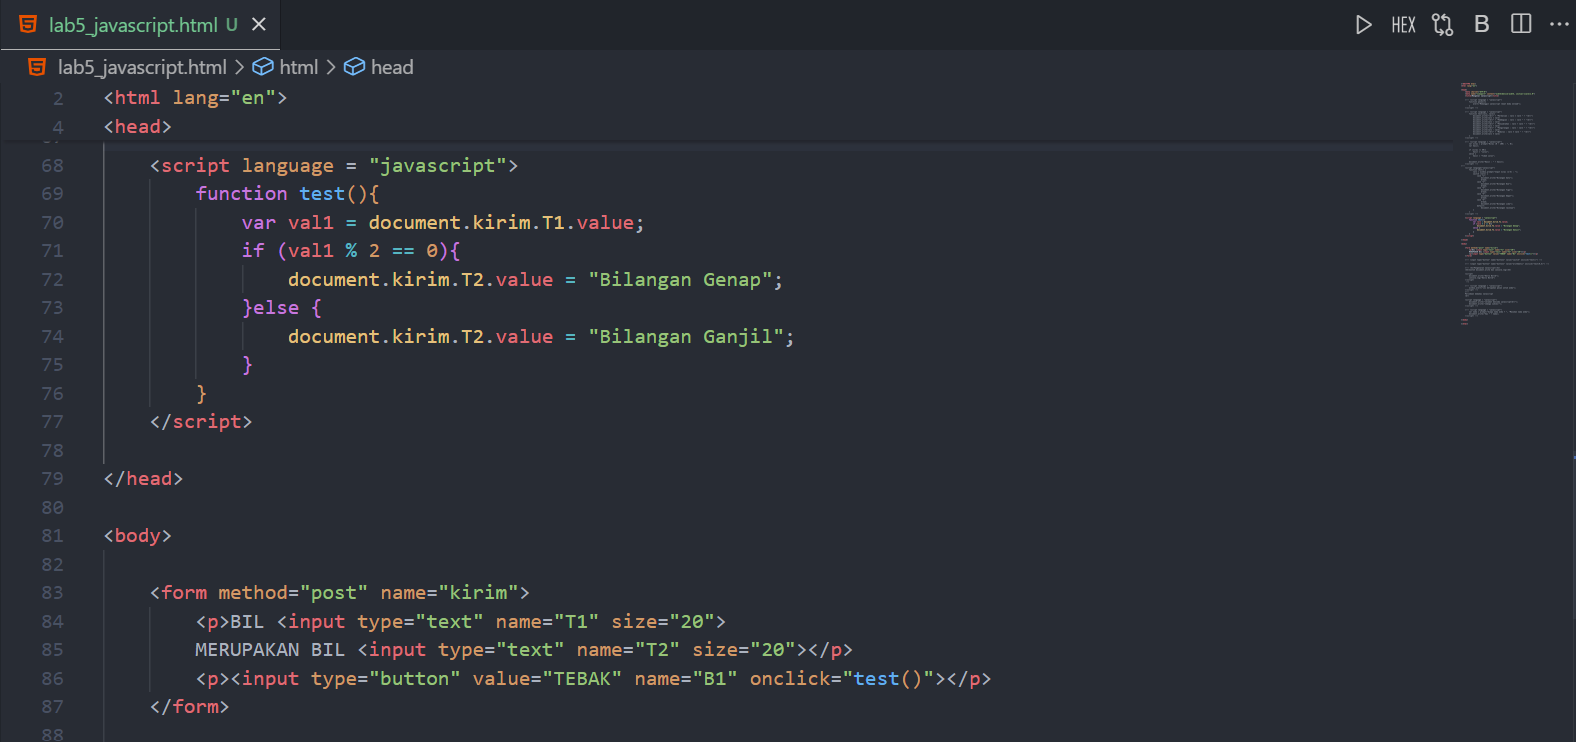 lab5_javascript.html U
HEX B
lab5_javascript.html > html > head
2 <html lang="en">
4 <head>
68 <script language = "javascript">
69 function test(){
70 var val1 = document.kirim.T1.value;
71 if (val1 % 2 == 0){
72 document.kirim.T2.value = "Bilangan Genap";
73 }else {
74 document.kirim.T2.value = "Bilangan Ganjil";
75 }
76 }
77 </script>
78
79 </head>
80
81 <body>
82
83 <form method="post" name="kirim">
84 <p>BIL <input type="text" name="T1" size="20">
85 MERUPAKAN BIL <input type="text" name="T2" size="20"></p>
86 <p><input type="button" value="TEBAK" name="B1" onclick="test()"></p>
87 </form>
88